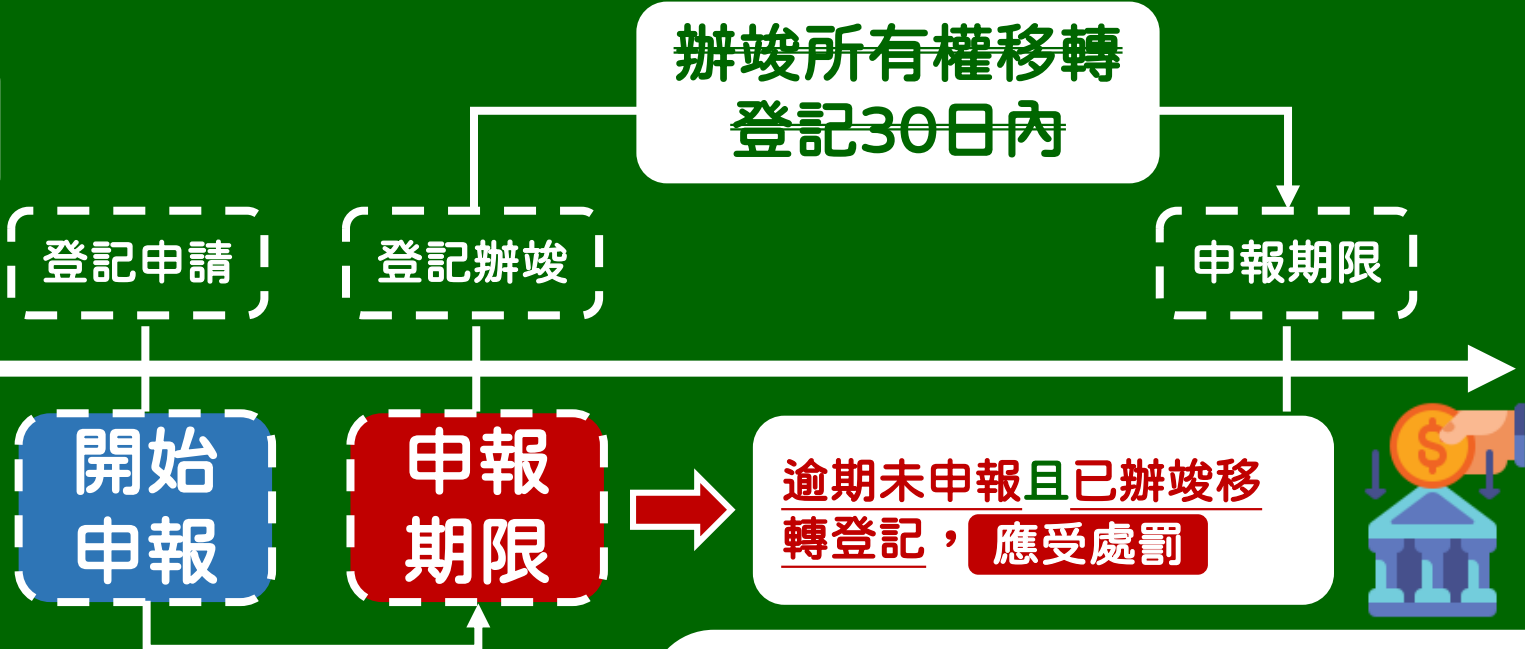 辦竣所有權移轉
登記30日內
登記申請
登記辦竣
申報期限
開始
申報
申報
期限
逾期未申報且已辦竣移
轉登記，應受處罰
$